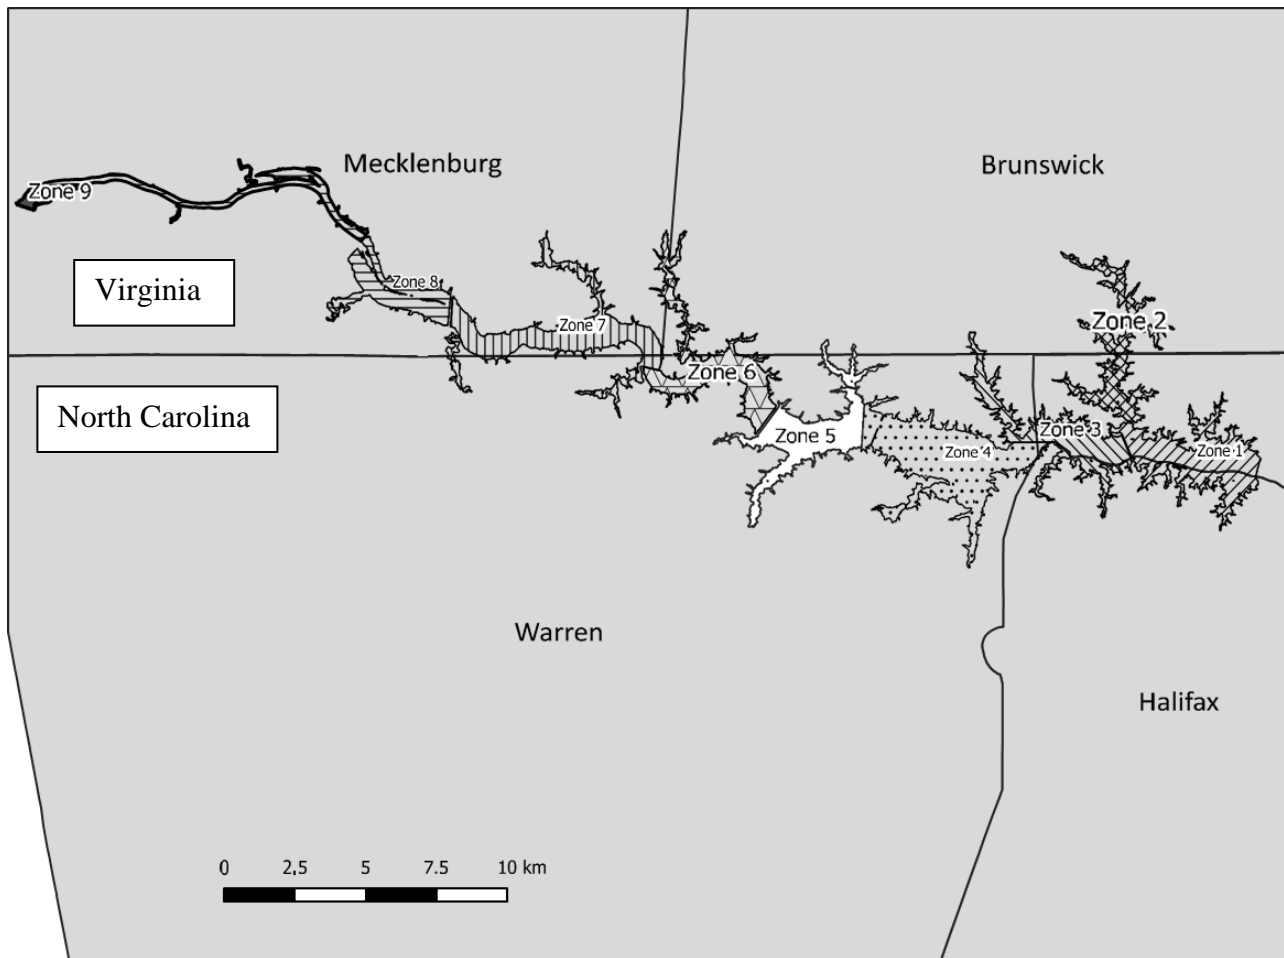 Mecklenburg
Brunswick
Zone 9
Virginia
Zone 8
Zone 7
Zone 2
Zone 6
North Carolina
Zone 5
Zone 3
Zone 4
Zone 1
Warren
Halifax
0 2,5 5 7.5 10 km